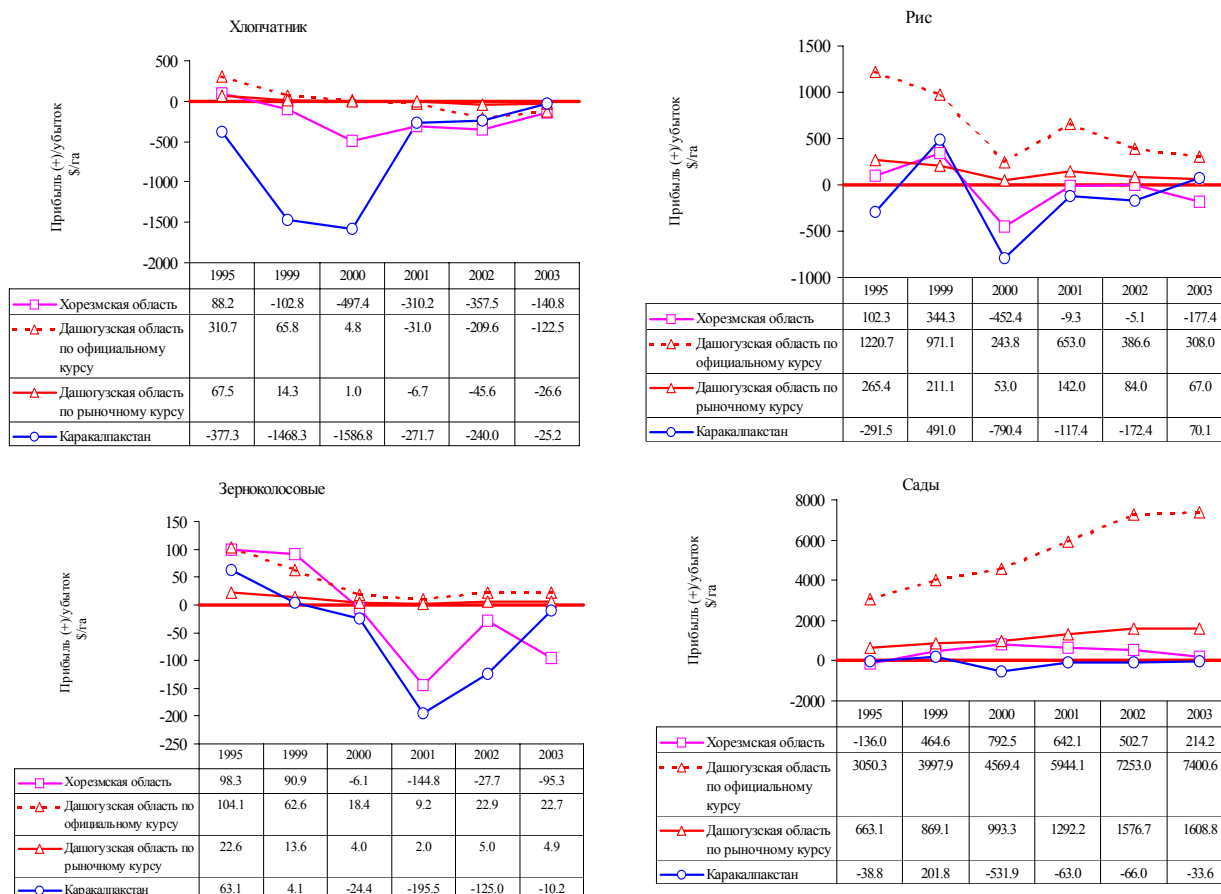 Хлопчатник
Прибыль (+)/убыток
$/га
500
0
-500
-1000
-1500
-2000
1995 1999 2000 2001 2002 2003
Хорезмская область 88.2 -102.8 -497.4 -310.2 -357.5 -140.8
Дашогузская область 310.7 65.8 4.8 -31.0 -209.6 -122.5
по официальному
курсу
Дашогузская область 67.5 14.3 1.0 -6.7 -45.6 -26.6
по рыночному курсу
Каракалпакстан -377.3 -1468.3 -1586.8 -271.7 -240.0 -25.2
Рис
Прибыль (+)/убыток
$/га
1500
1000
500
0
-500
-1000
1995 1999 2000 2001 2002 2003
Хорезмская область 102.3 344.3 -452.4 -9.3 -5.1 -177.4
Дашогузская область по 1220.7 971.1 243.8 653.0 386.6 308.0
официальному курсу
Дашогузская область по 265.4 211.1 53.0 142.0 84.0 67.0
рыночному курсу
Каракалпакстан -291.5 491.0 -790.4 -117.4 -172.4 70.1
Зерноколосовые
Прибыль (+)/убыток
$/га
150
100
50
0
-50
-100
-150
-200
-250
1995 1999 2000 2001 2002 2003
Хорезмская область 98.3 90.9 -6.1 -144.8 -27.7 -95.3
Дашогузская область по 104.1 62.6 18.4 9.2 22.9 22.7
официальному курсу
Дашогузская область по 22.6 13.6 4.0 2.0 5.0 4.9
рыночному курсу
Каракалпакстан 63.1 4.1 -24.4 -195.5 -125.0 -10.2
Сады
Прибыль (+)/убыток
$/га
8000
6000
4000
2000
0
-2000
1995 1999 2000 2001 2002 2003
Хорезмская область -136.0 464.6 792.5 642.1 502.7 214.2
Дашогузская область 3050.3 3997.9 4569.4 5944.1 7253.0 7400.6
по официальному
курсу
Дашогузская область 663.1 869.1 993.3 1292.2 1576.7 1608.8
по рыночному курсу
Каракалпакстан -38.8 201.8 -531.9 -63.0 -66.0 -33.6